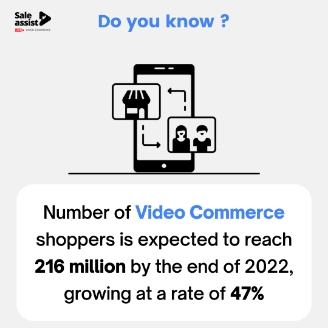 Sale
assist
Do you know ?
Number of Video Commerce
shoppers is expected to reach
216 million by the end of 2022,
growing at a rate of 47%